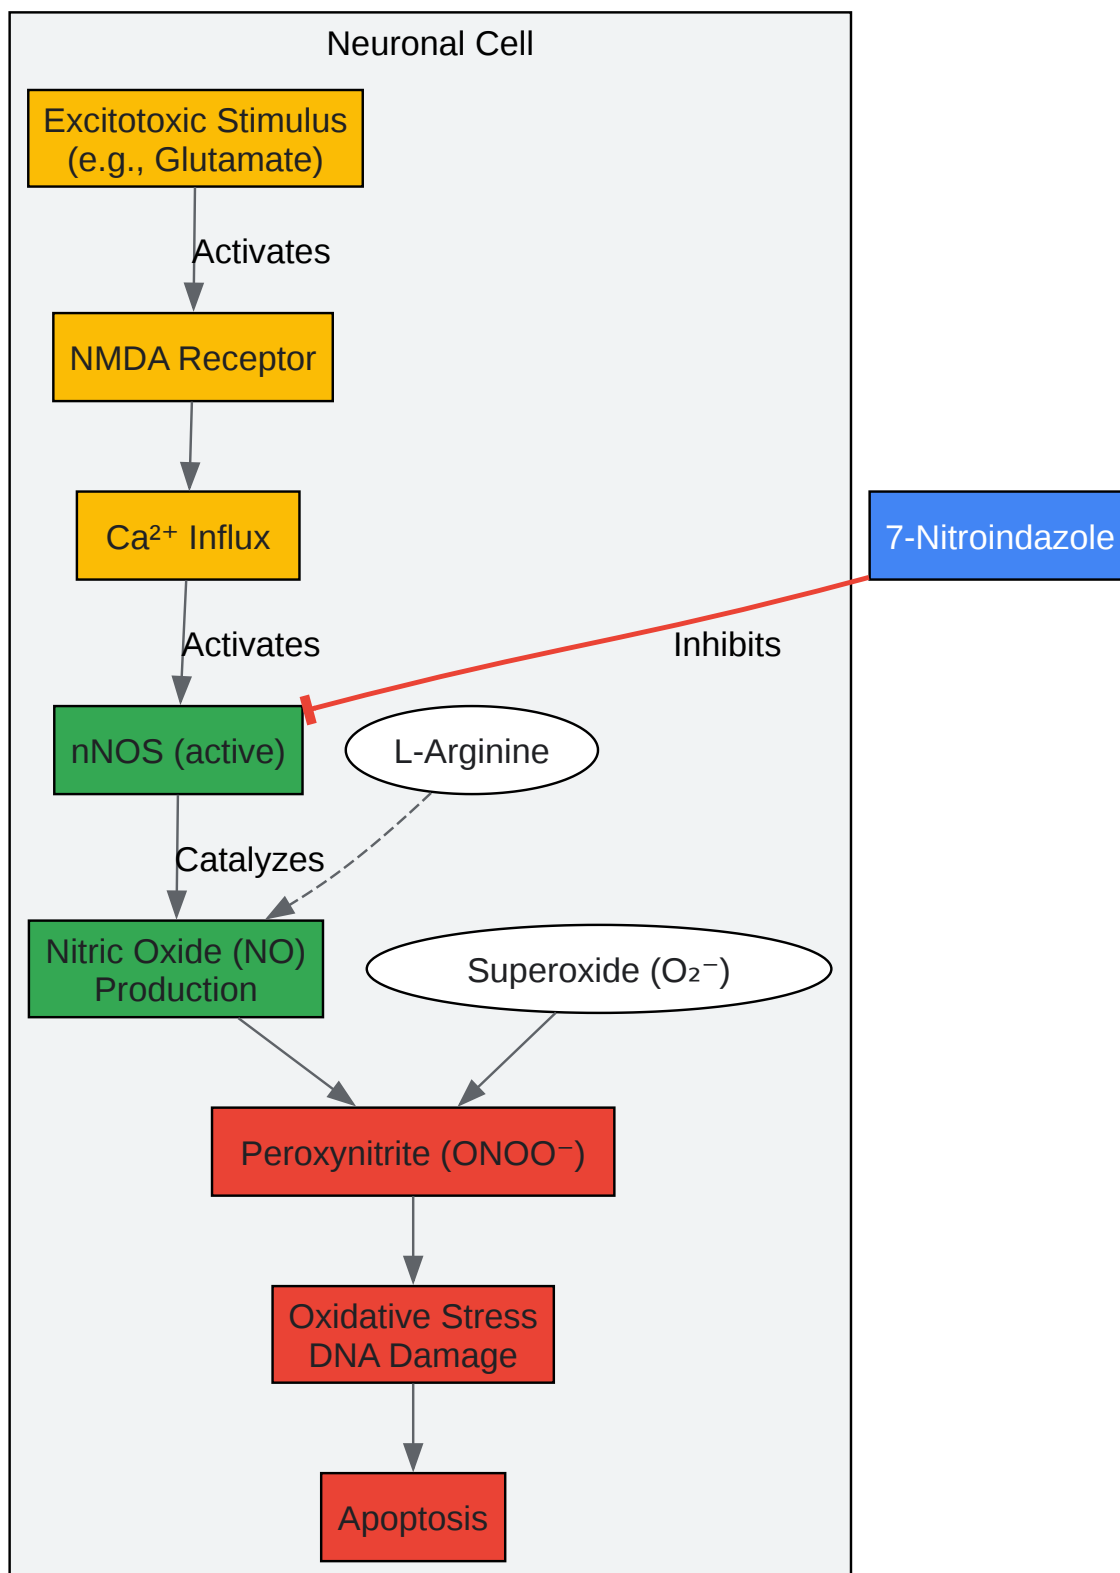 Neuronal Cell
Excitotoxic Stimulus
(e.g., Glutamate)
Activates
NMDA Receptor
Ca²⁺ Influx
7-Nitroindazole
Activates
Inhibits
nNOS (active)
L-Arginine
Catalyzes
Nitric Oxide (NO)
Production
Superoxide (O₂⁻)
Peroxynitrite (ONOO⁻)
Oxidative Stress
DNA Damage
Apoptosis